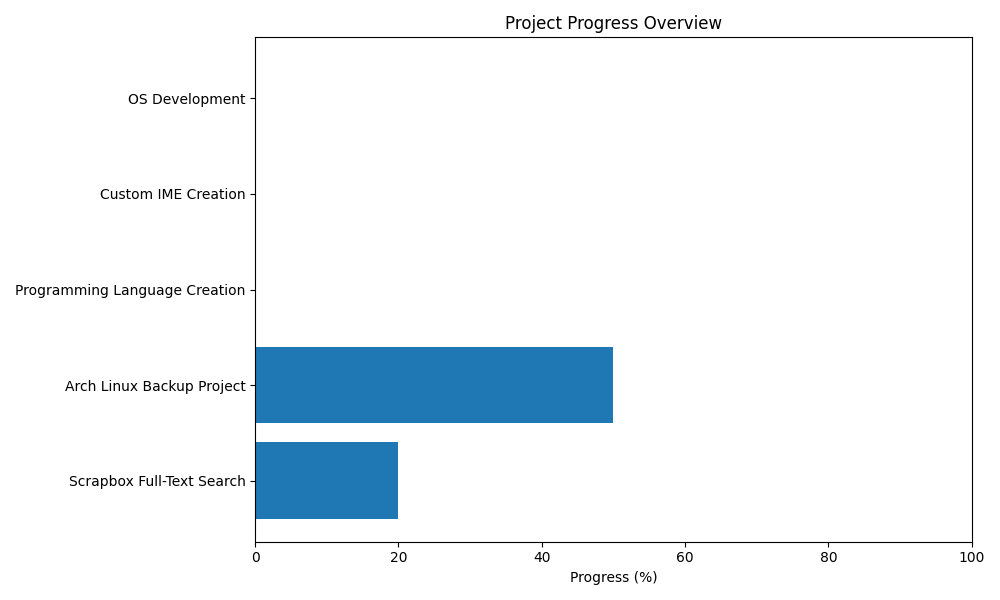 Project Progress Overview
OS Development
Custom IME Creation
Programming Language Creation
Arch Linux Backup Project
Scrapbox Full-Text Search
0 20 40 60 80 100
Progress (%)